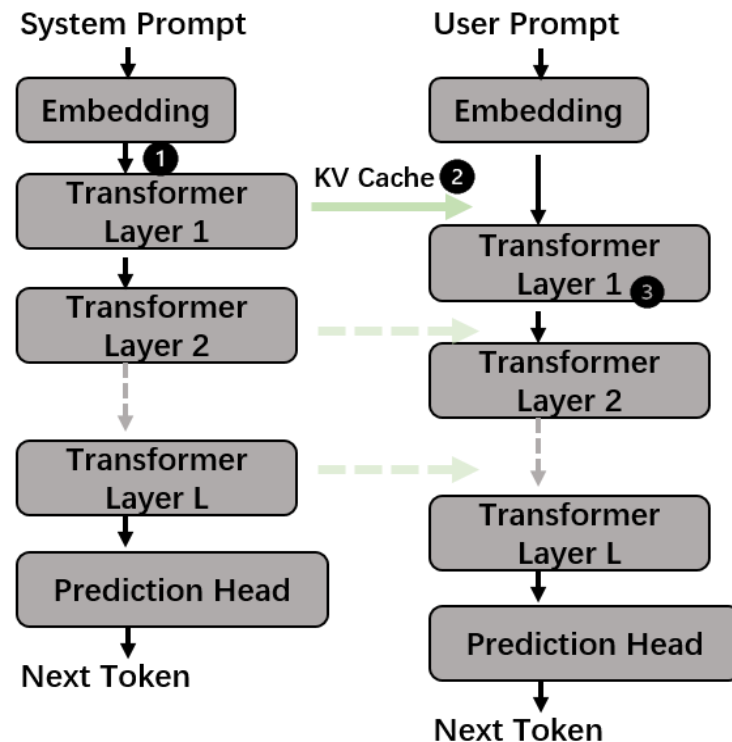 System Prompt
Embedding
1
Transformer
Layer 1
Transformer
Layer 2
Transformer
Layer L
Prediction Head
Next Token
KV Cache 2
User Prompt
Embedding
Transformer
Layer 1
3
Transformer
Layer 2
Transformer
Layer L
Prediction Head
Next Token